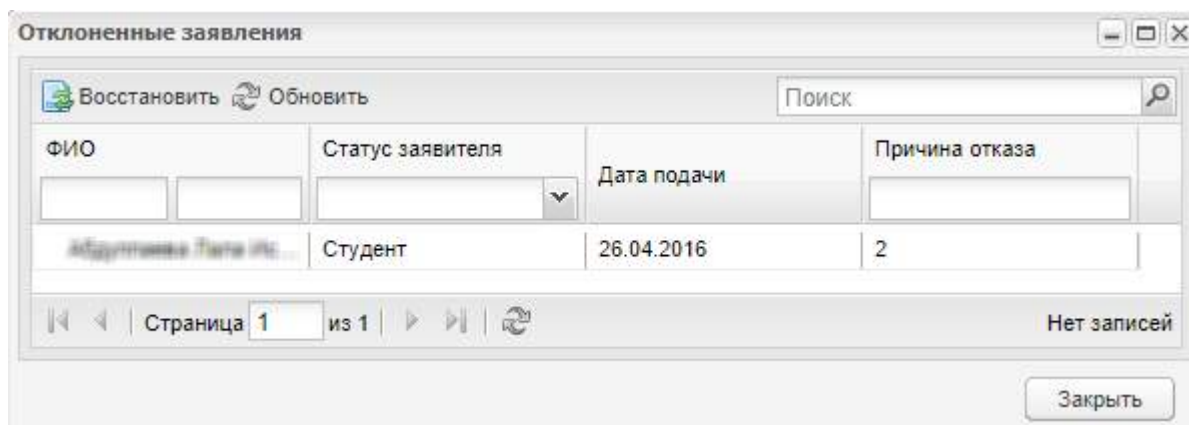 Отклоненные заявления
Восстановить Обновить Поиск
ФИО Статус заявителя Дата подачи Причина отказа
Студент 26.04.2016 2
Страница 1 из 1 Нет записей
Закрыть